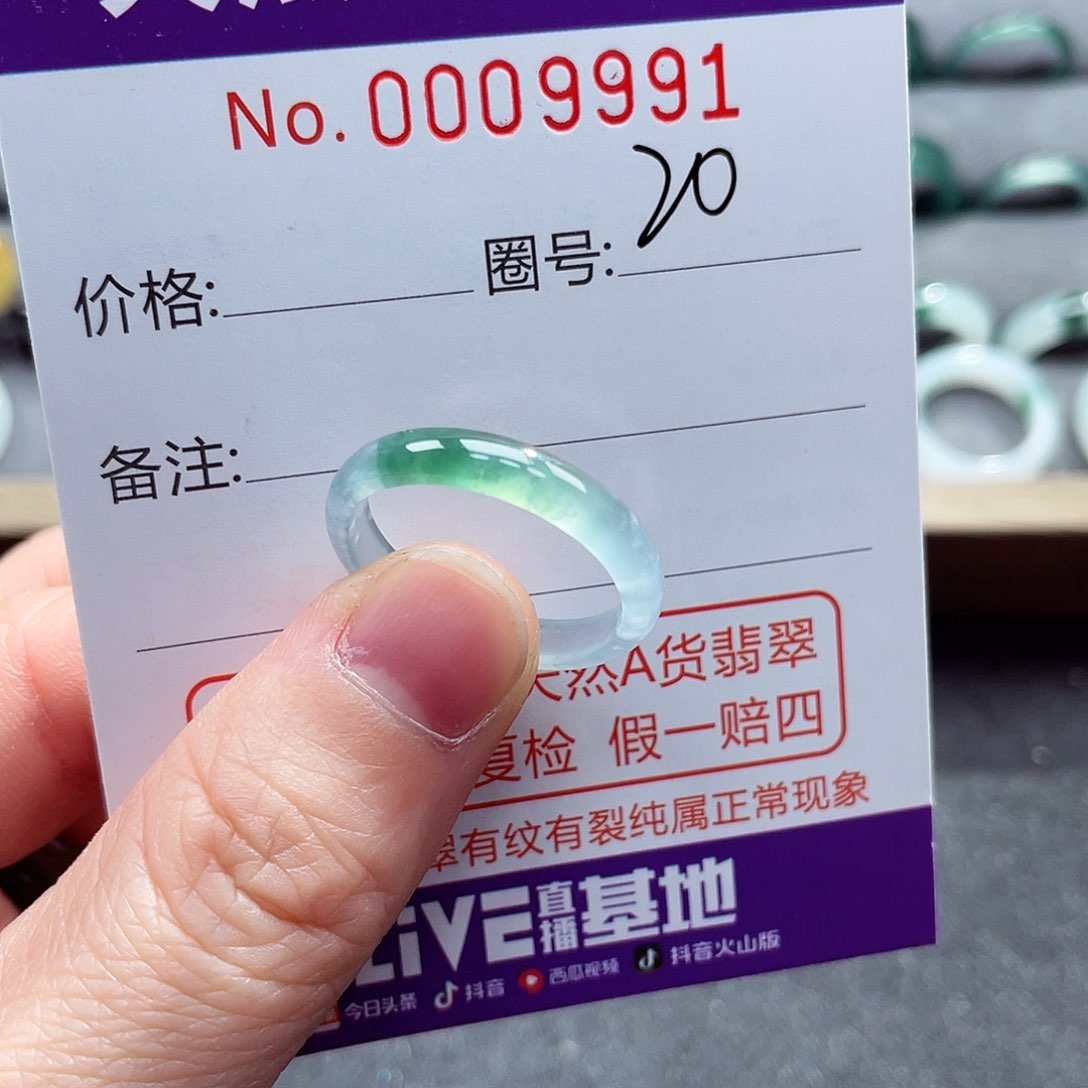 No. 0009991
价格: 圈号: 20
备注:
天然A货翡翠
复检 假一赔四
翠有纹有裂纯属正常现象
LIVE直播基地
今日头条 抖音 西瓜视频 抖音火山版